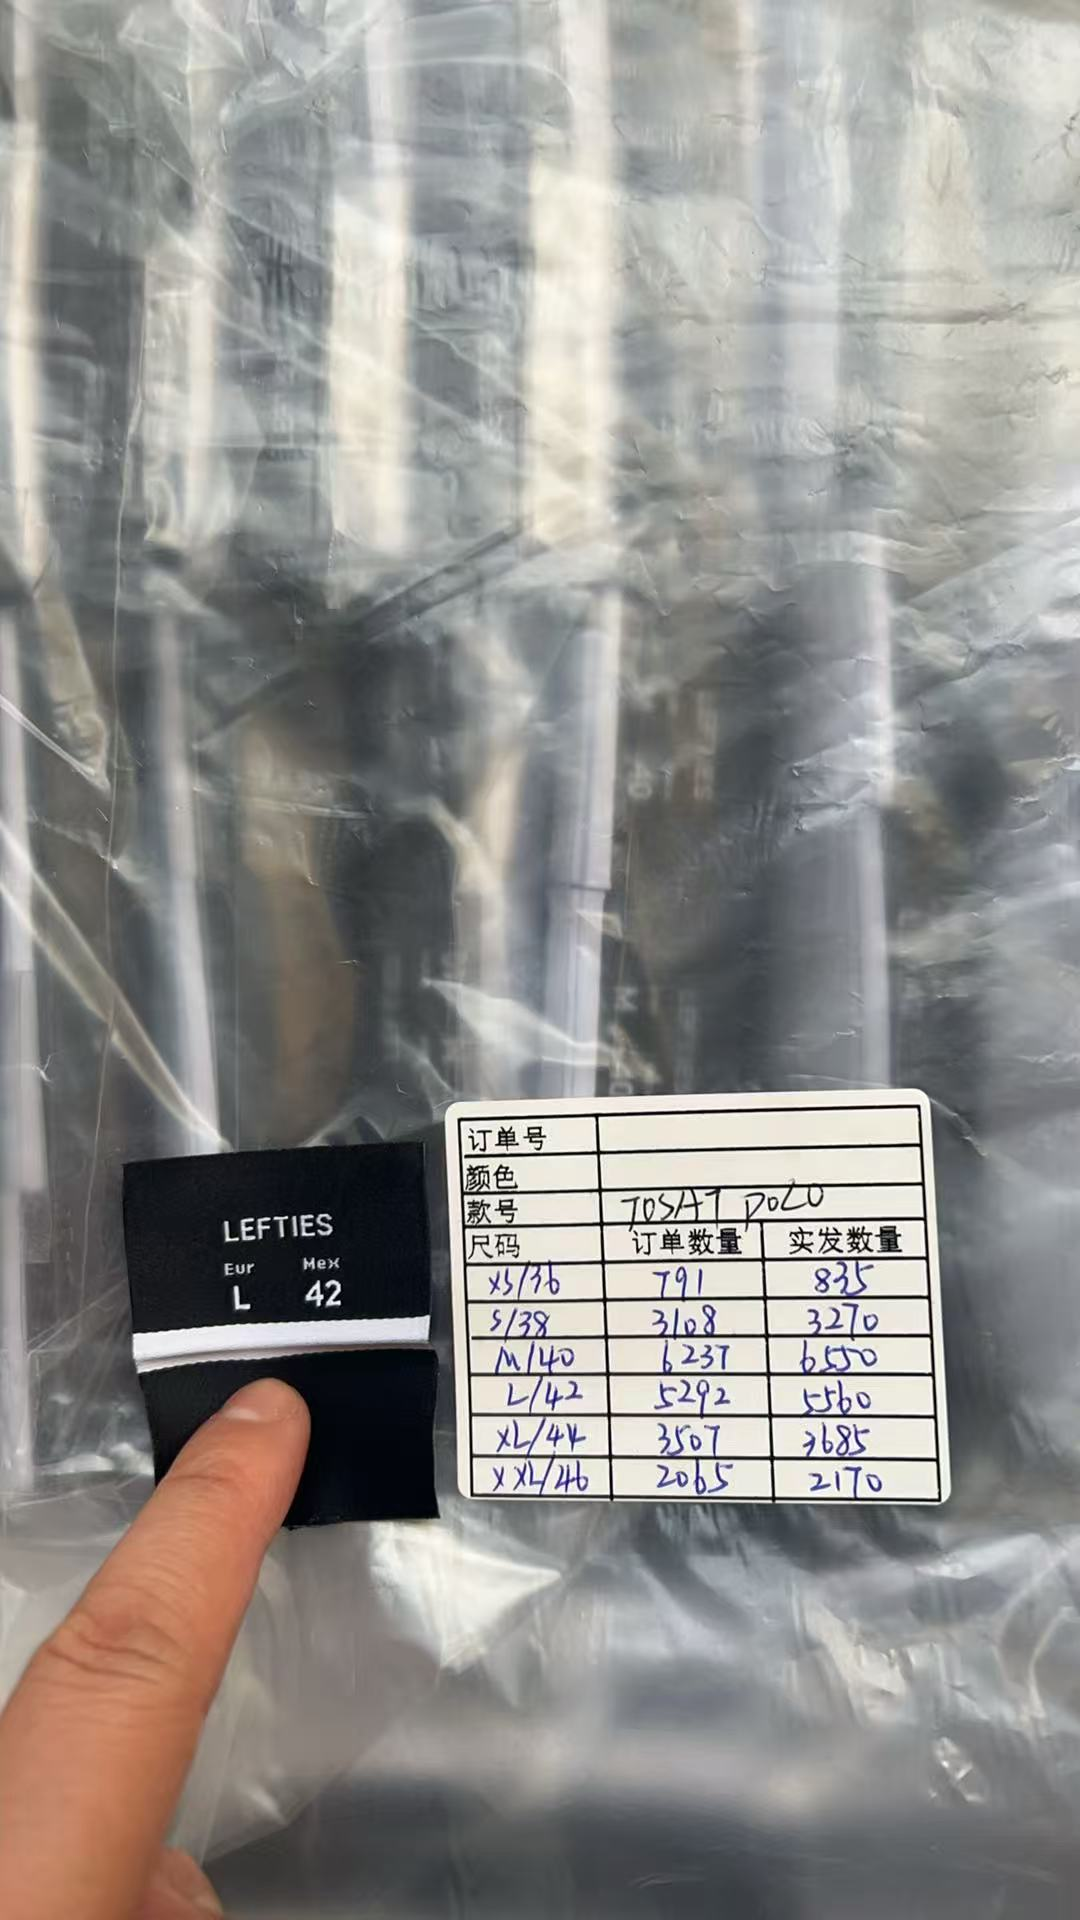 LEFTIES
Eur Mex
L 42
订单号
颜色
款号 TOSAT POLO
尺码 订单数量 实发数量
XS/36 791 835
S/38 3108 3270
M/40 6237 6550
L/42 5292 5560
XL/44 3507 3685
XXL/46 2065 2170